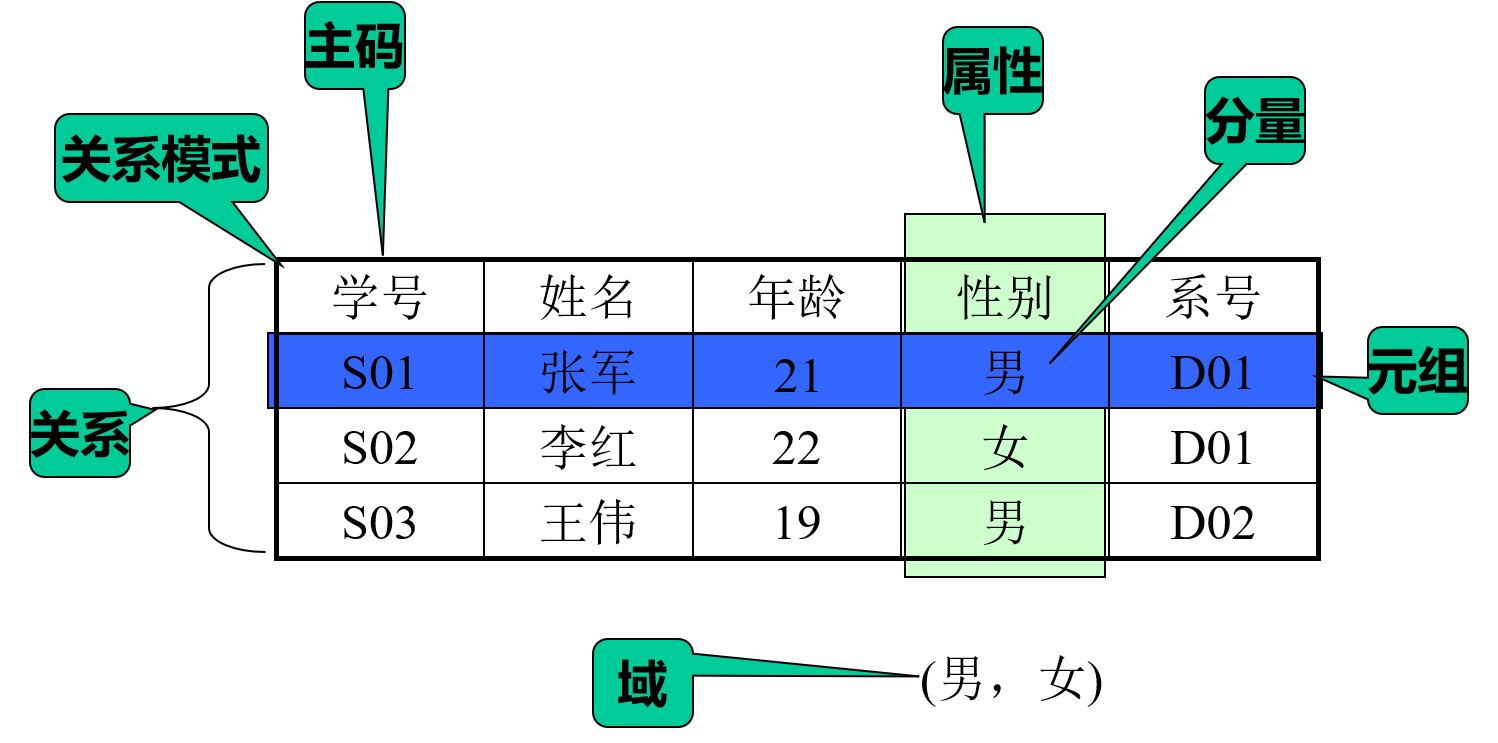 主码
属性
分量
关系模式
学号 姓名 年龄 性别 系号
S01 张军 21 男 D01
元组
关系
S02 李红 22 女 D01
S03 王伟 19 男 D02
域
(男，女)